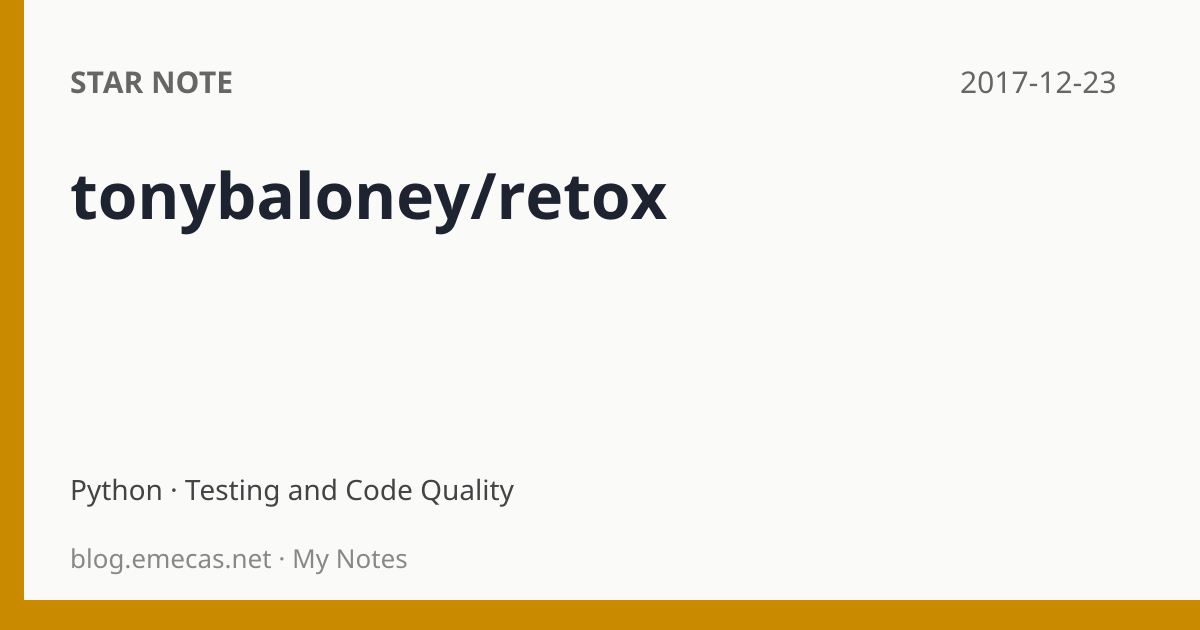 STAR NOTE
2017-12-23
tonybaloney/retox
Python · Testing and Code Quality
blog.emecas.net · My Notes